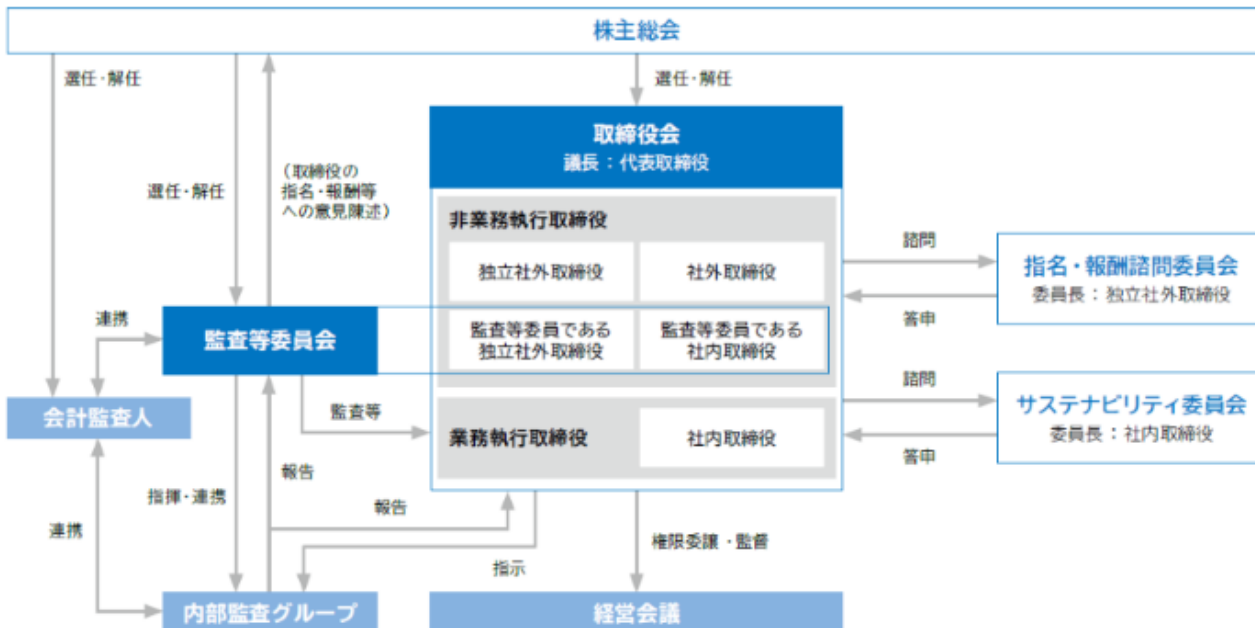 株主総会
選任・解任
選任・解任
取締役会
議長：代表取締役
選任・解任
（取締役の
指名・報酬等
への意見陳述）
非業務執行取締役
独立社外取締役
社外取締役
諮問
指名・報酬諮問委員会
委員長：独立社外取締役
答申
連携
監査等委員会
監査等委員である
独立社外取締役
監査等委員である
社内取締役
諮問
サステナビリティ委員会
委員長：社内取締役
答申
会計監査人
監査等
業務執行取締役
社内取締役
報告
指揮・連携
報告
連携
権限委譲・監督
指示
内部監査グループ
経営会議